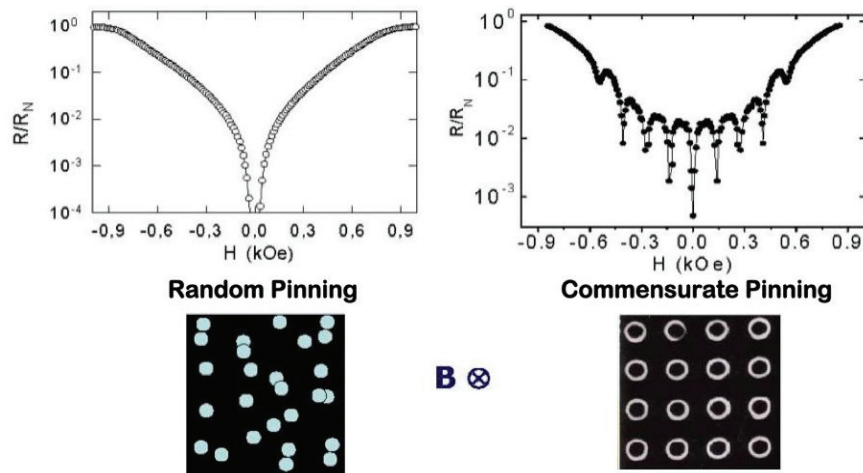 10⁰
10⁻¹
10⁻²
10⁻³
10⁻⁴
R/R_N
-0,9 -0,6 -0,3 0,0 0,3 0,6 0,9
H (kOe)
10⁰
10⁻¹
10⁻²
10⁻³
R/R_N
-0.9 -0.6 -0.3 0.0 0.3 0.6 0.9
H (kOe)
Random Pinning
Commensurate Pinning
B ⊗